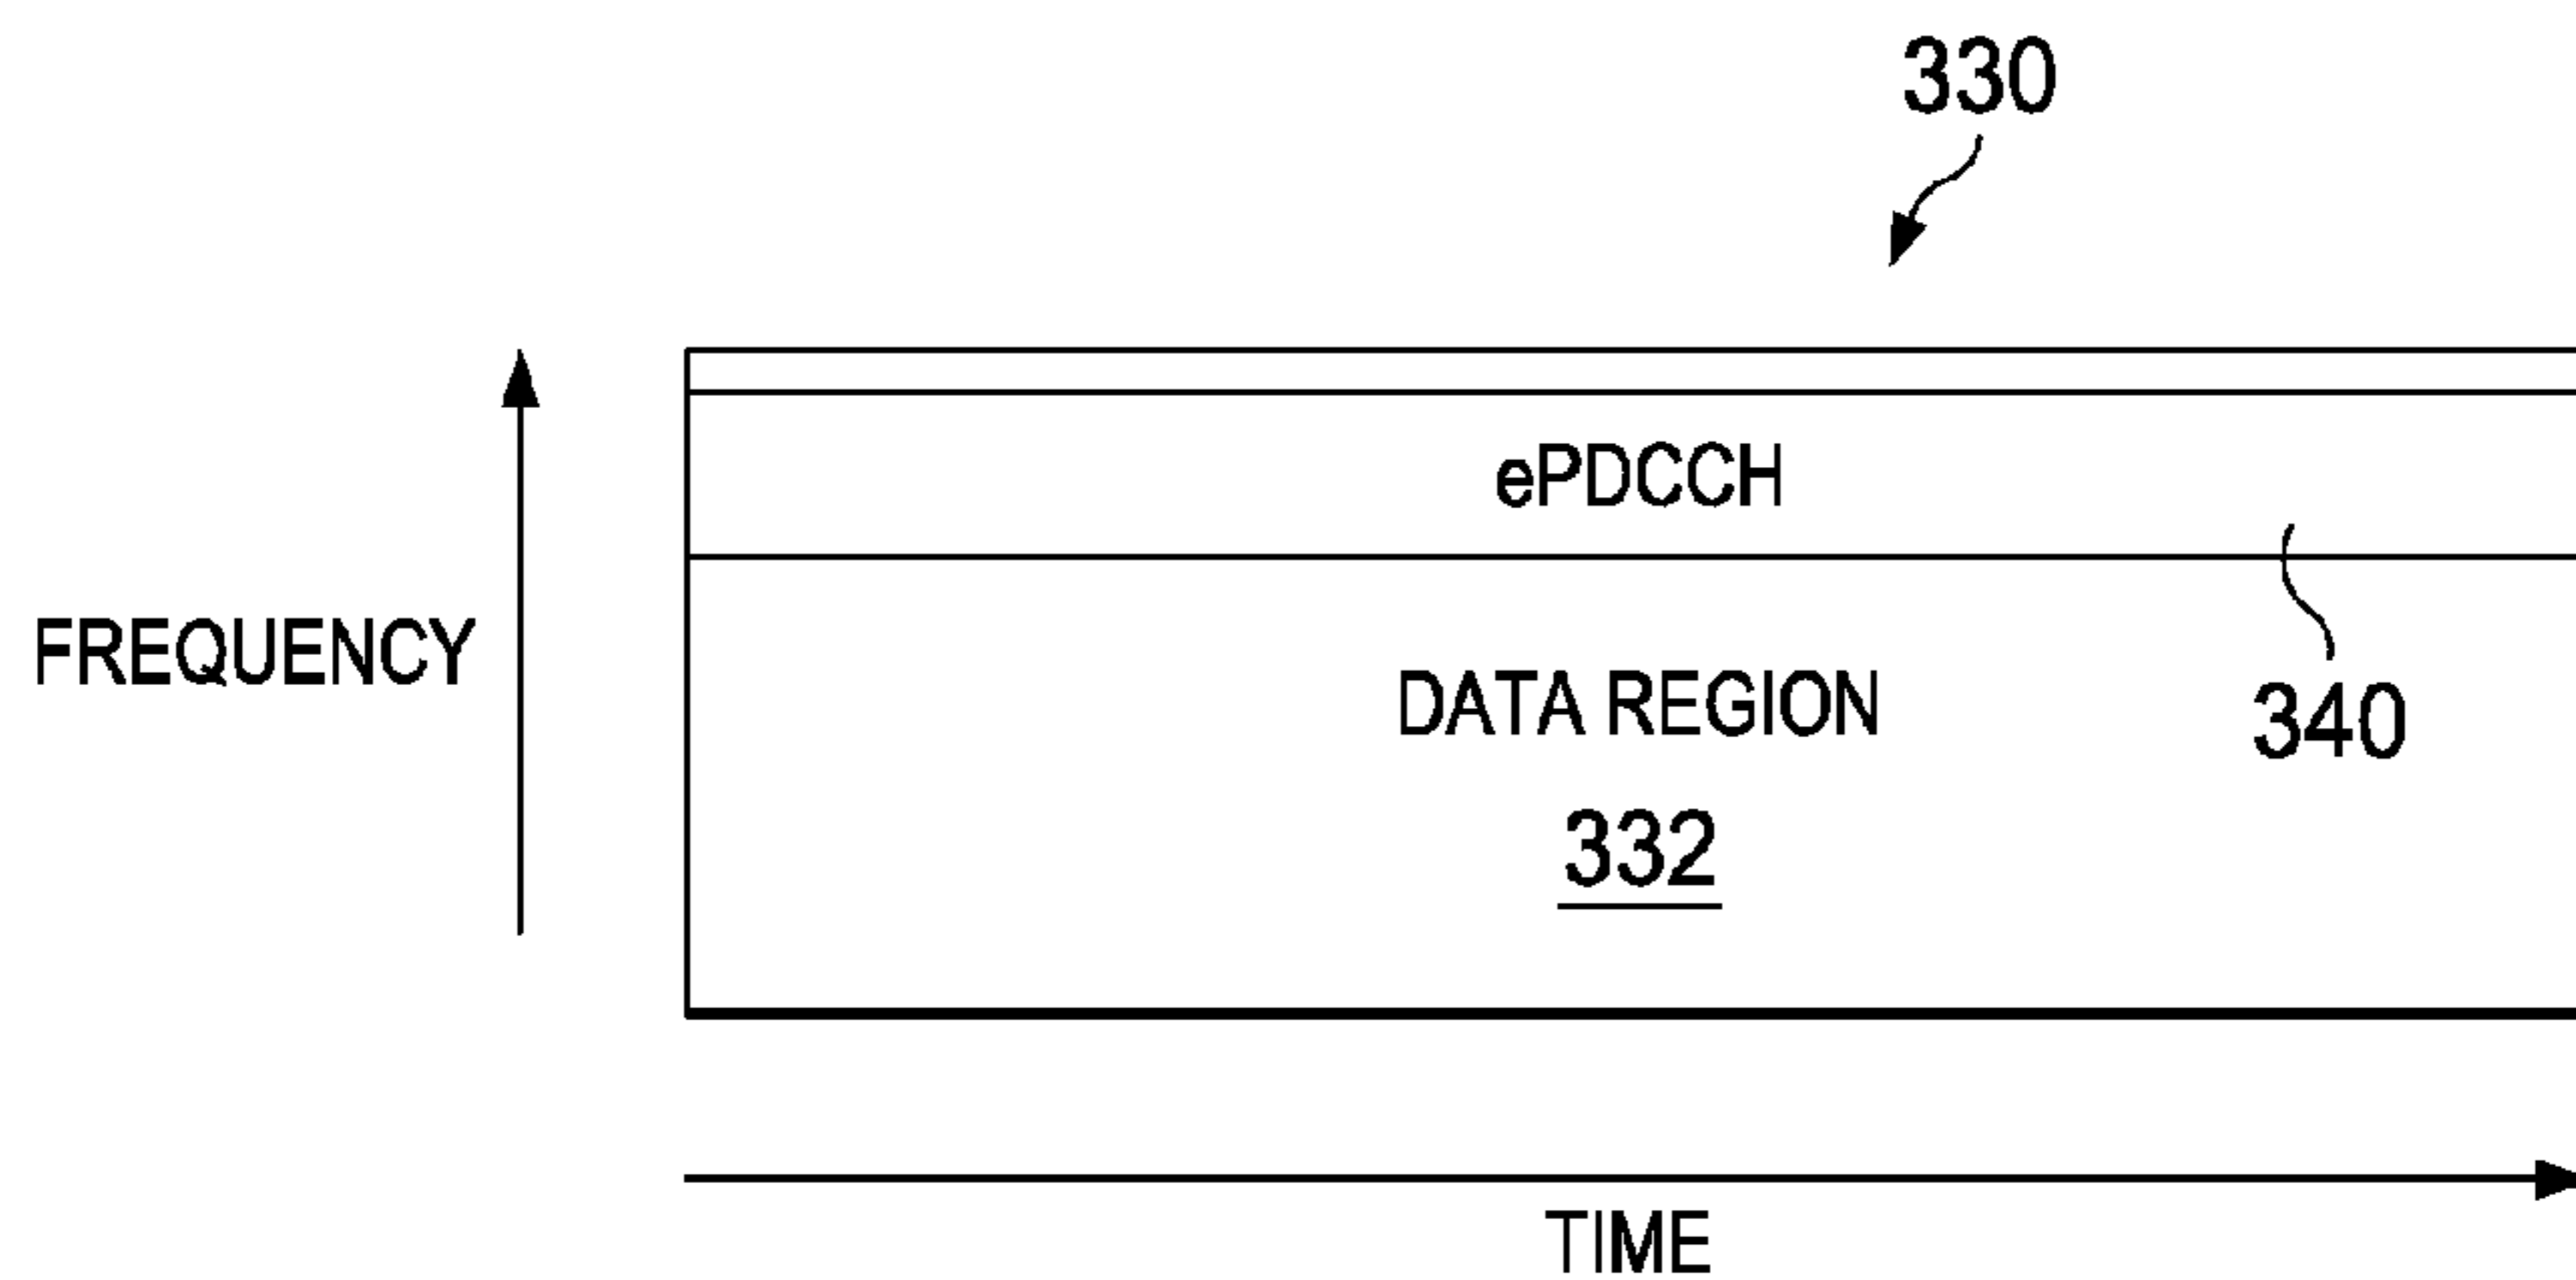 330
ePDCCH
FREQUENCY
DATA REGION
340
332
TIME